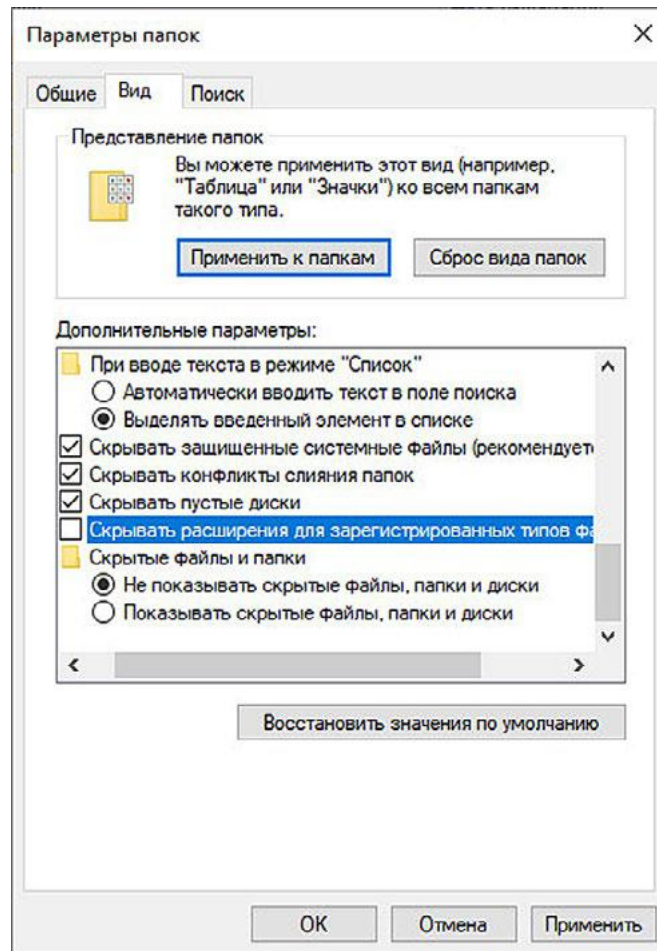 Параметры папок
Общие Вид Поиск
Представление папок
Вы можете применить этот вид (например,
"Таблица" или "Значки") ко всем папкам
такого типа.
Применить к папкам Сброс вида папок
Дополнительные параметры:
При вводе текста в режиме "Список"
Автоматически вводить текст в поле поиска
Выделять введенный элемент в списке
Скрывать защищенные системные файлы (рекомендует
Скрывать конфликты слияния папок
Скрывать пустые диски
Скрывать расширения для зарегистрированных типов фа
Скрытые файлы и папки
Не показывать скрытые файлы, папки и диски
Показывать скрытые файлы, папки и диски
Восстановить значения по умолчанию
ОК Отмена Применить